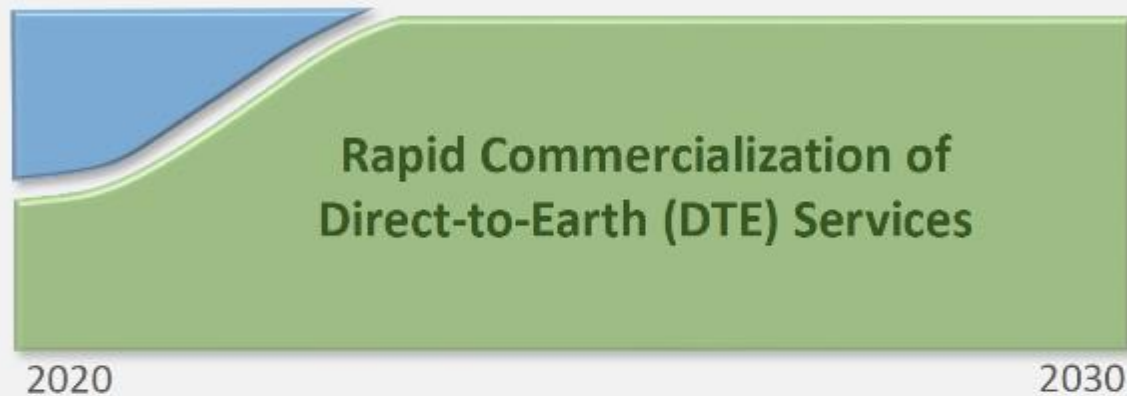 Rapid Commercialization of
Direct-to-Earth (DTE) Services
2020
2030